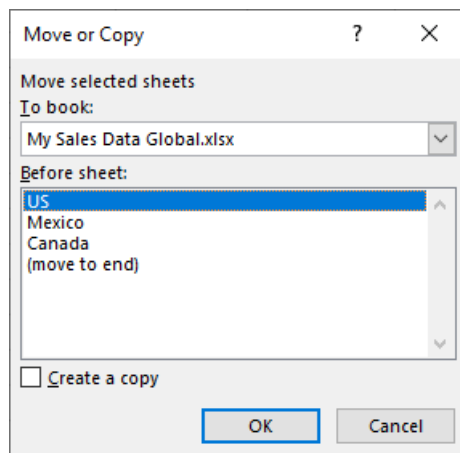 Move or Copy ? ×
Move selected sheets
To book:
My Sales Data Global.xlsx
Before sheet:
US
Mexico
Canada
(move to end)
Create a copy
OK Cancel